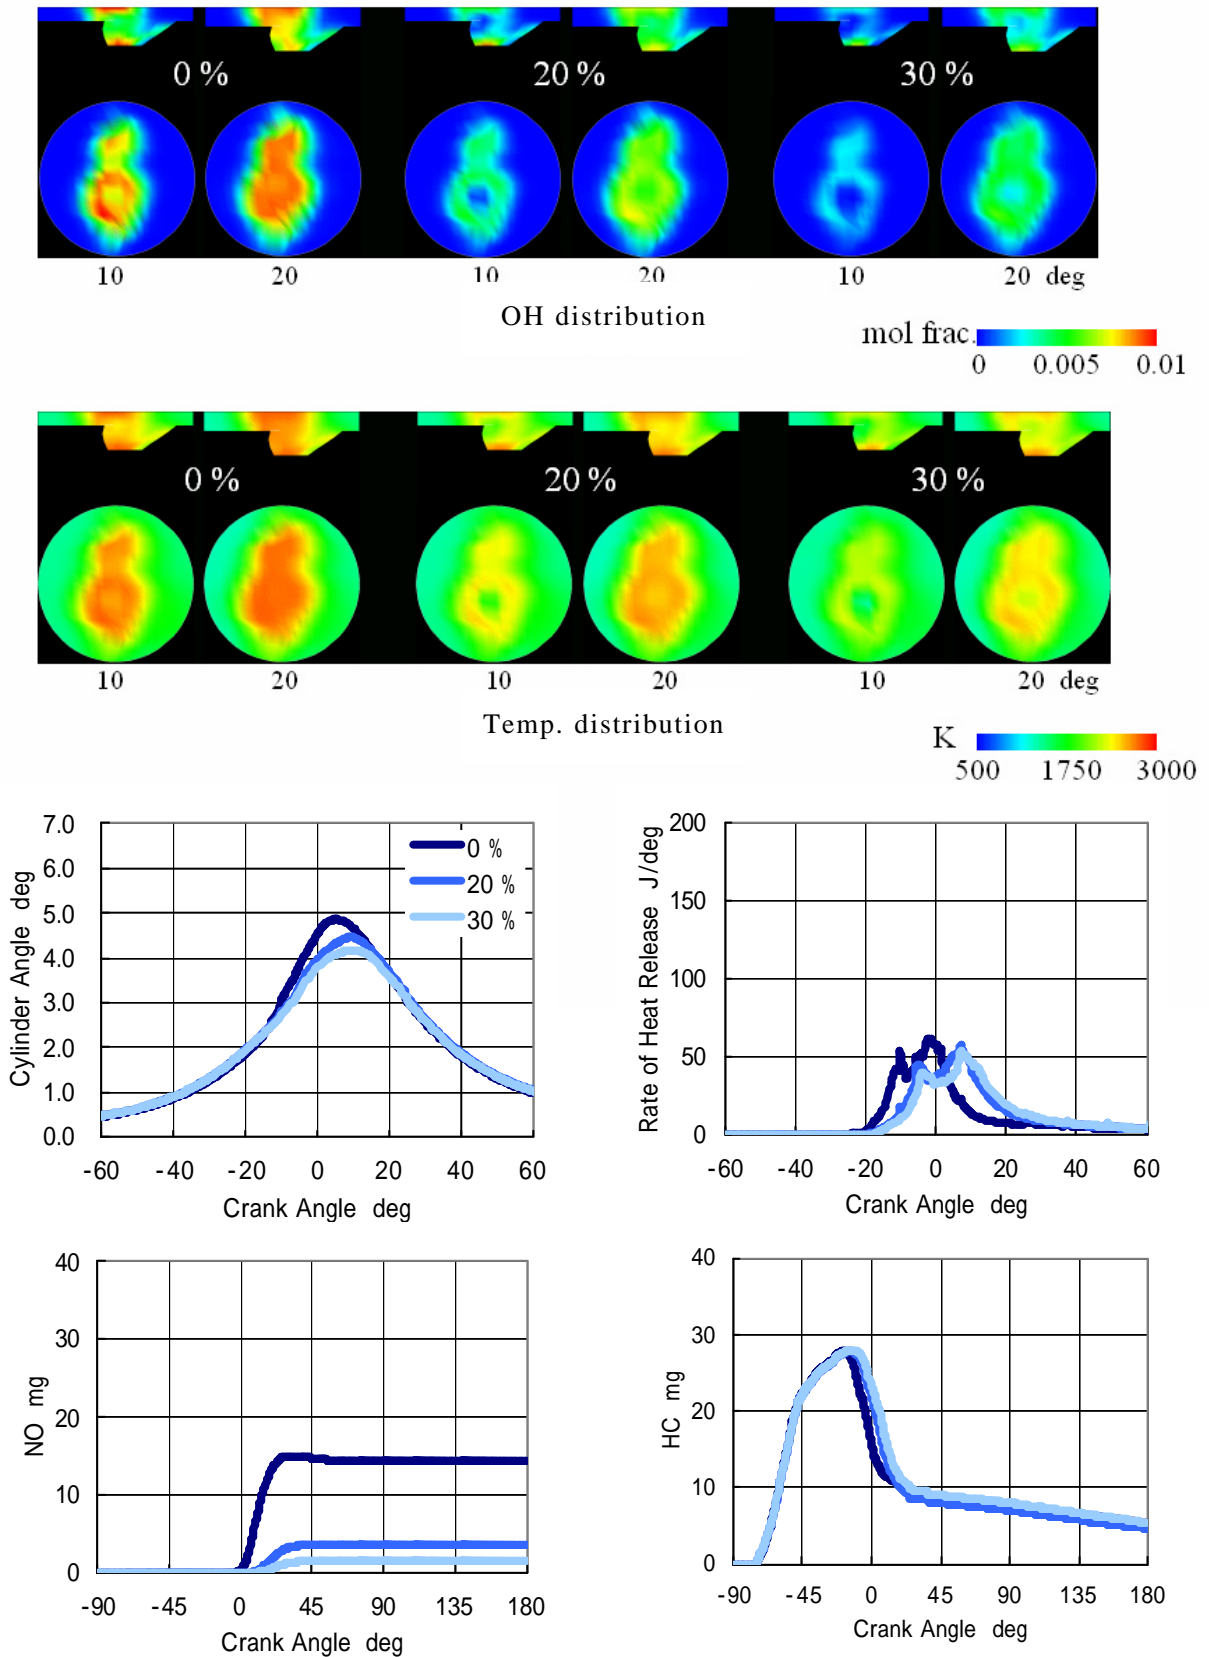 0 % 20 % 30 %
10 20 10 20 10 20 deg
OH distribution
mol frac.
0 0.005 0.01
0 % 20 % 30 %
10 20 10 20 10 20 deg
Temp. distribution
K
500 1750 3000
Cylinder Angle deg
7.0
6.0
5.0
4.0
3.0
2.0
1.0
0.0
0 %
20 %
30 %
-60 -40 -20 0 20 40 60
Crank Angle deg
Rate of Heat Release J/deg
200
150
100
50
0
-60 -40 -20 0 20 40 60
Crank Angle deg
NO mg
40
30
20
10
0
-90 -45 0 45 90 135 180
Crank Angle deg
HC mg
40
30
20
10
0
-90 -45 0 45 90 135 180
Crank Angle deg